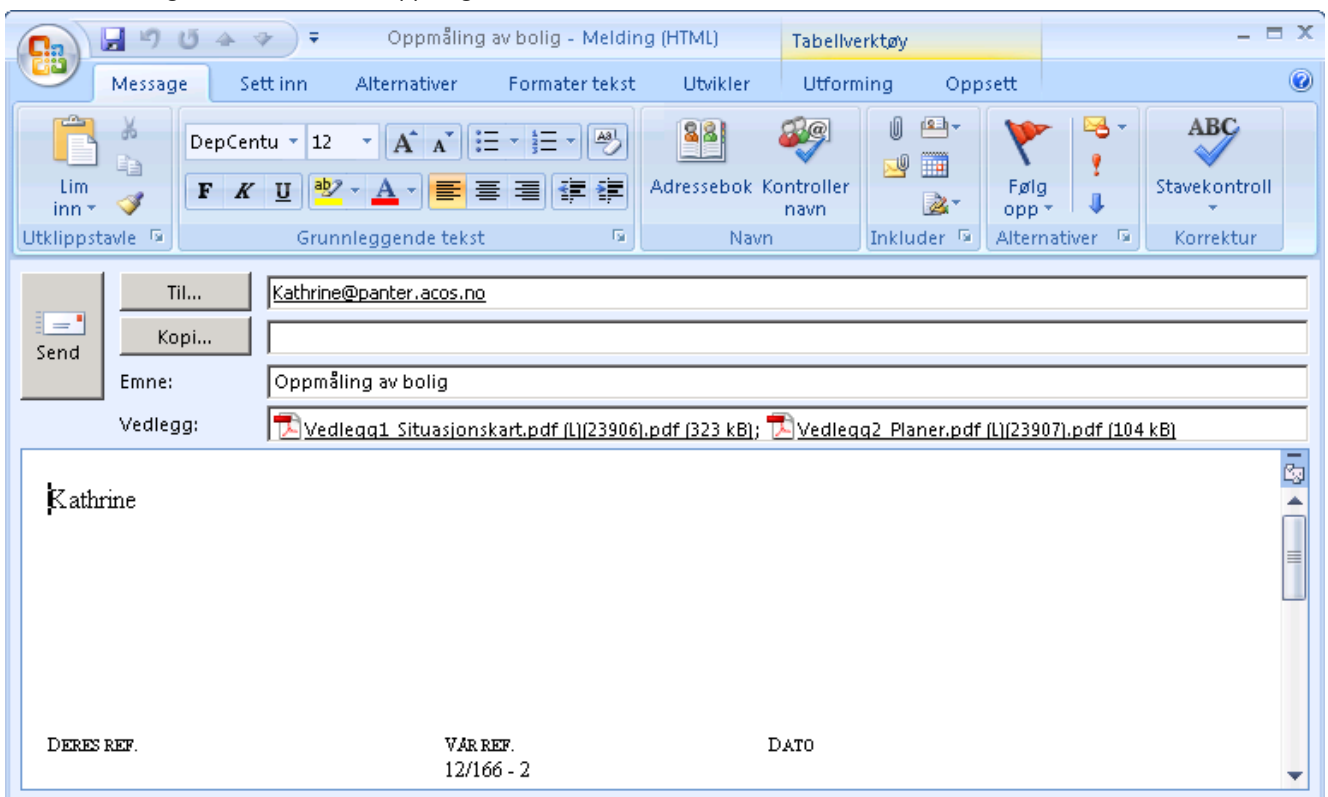 Oppmåling av bolig - Melding (HTML) Tabellverktøy
Message Sett inn Alternativer Formater tekst Utvikler Utforming Oppsett
DepCentu 12 A A Aa
ABC
Lim inn
F K U ab A
Adressebok
Kontroller navn
Følg opp
Stavekontroll
Utklippstavle Grunnleggende tekst Navn Inkluder Alternativer Korrektur
Send
Til... Kathrine@panter.acos.no
Kopi...
Emne: Oppmåling av bolig
Vedlegg: Vedlegg1_Situasjonskart.pdf (L)(23906).pdf (323 kB); Vedlegg2_Planer.pdf (L)(23907).pdf (104 kB)
Kathrine
DERES REF. VÅR REF. DATO
12/166 - 2